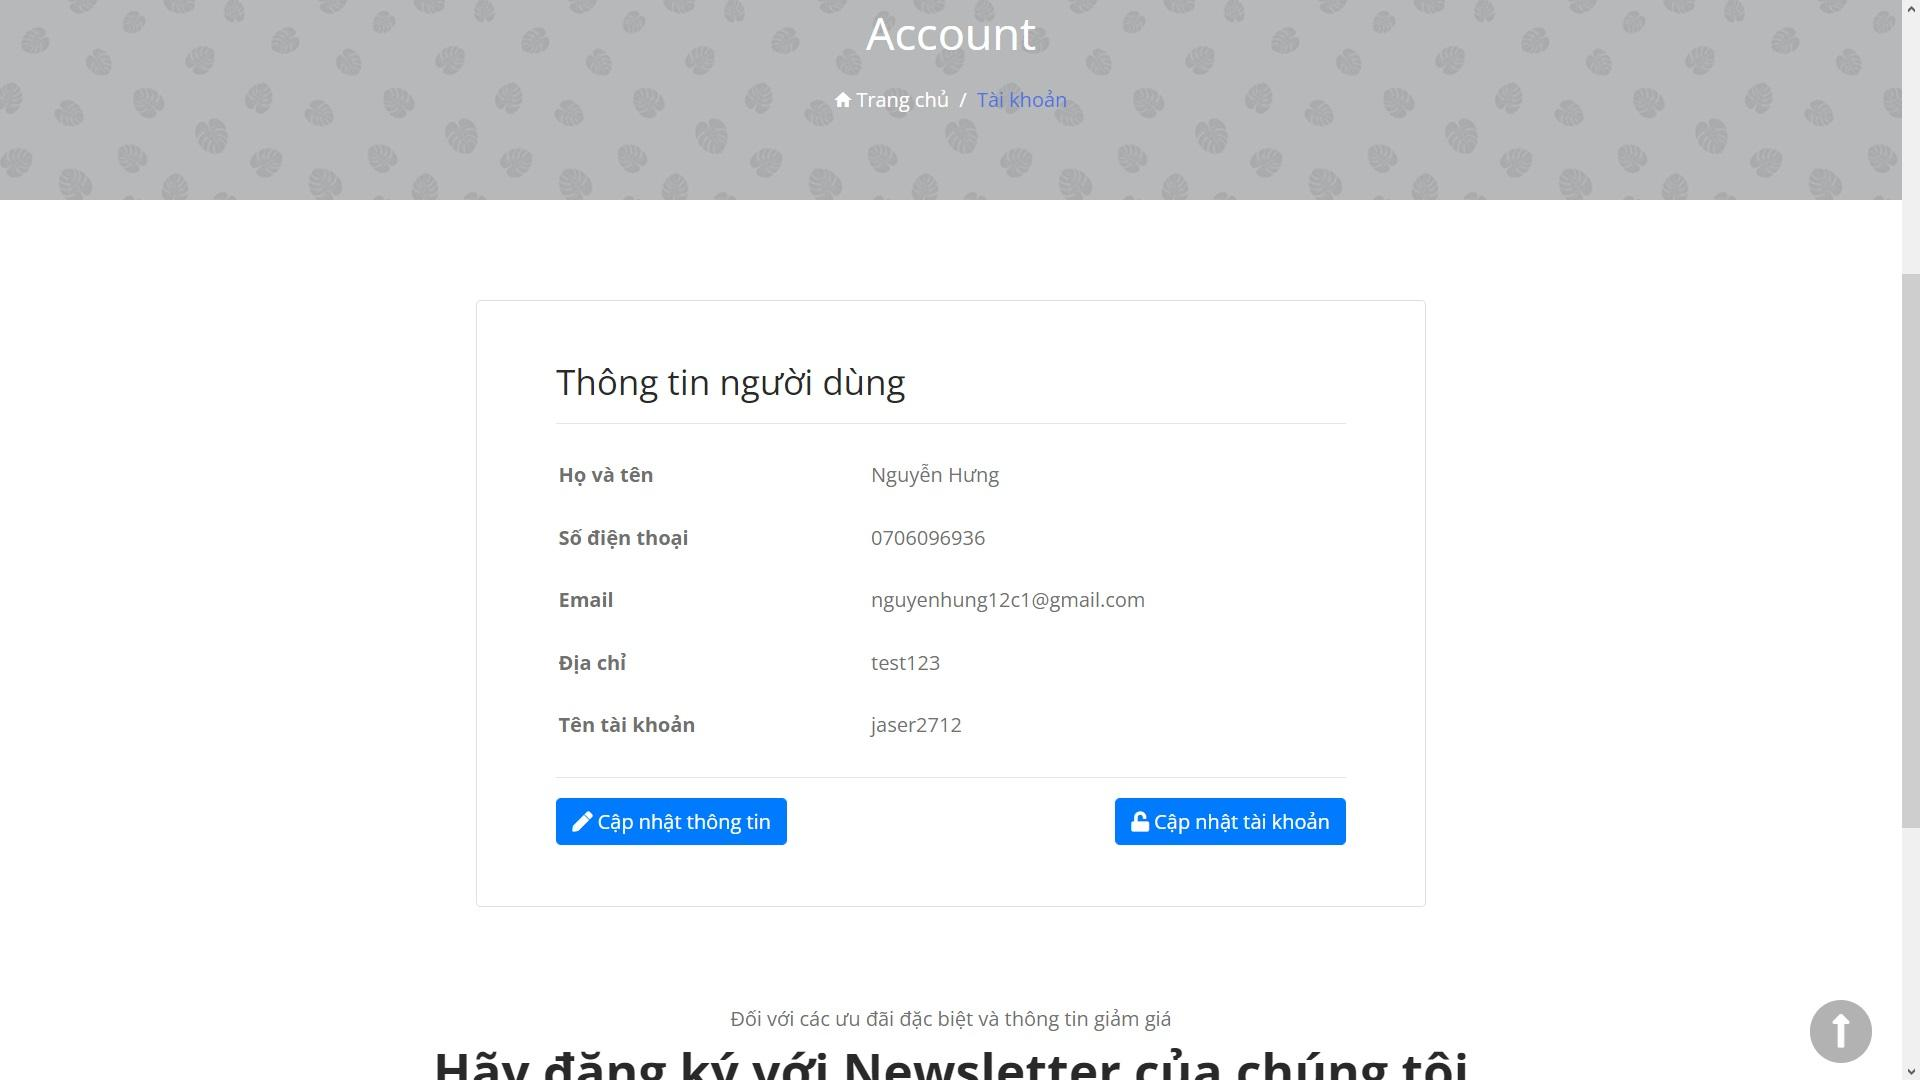 Account
Trang chủ / Tài khoản
Thông tin người dùng
Họ và tên Nguyễn Hưng
Số điện thoại 0706096936
Email nguyenhung12c1@gmail.com
Địa chỉ test123
Tên tài khoản jaser2712
Cập nhật thông tin Cập nhật tài khoản
Đối với các ưu đãi đặc biệt và thông tin giảm giá
Hãy đăng ký với Newsletter của chúng tôi